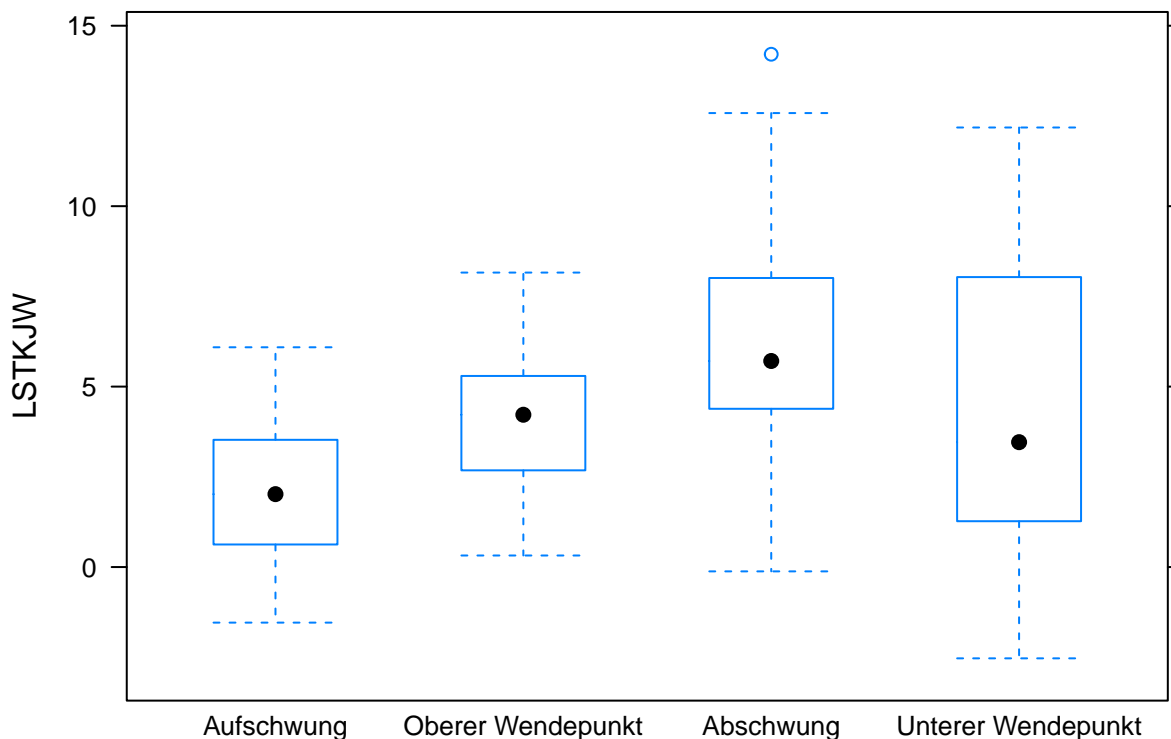 15
10
5
0
LSTKJW
Aufschwung
Oberer Wendepunkt
Abschwung
Unterer Wendepunkt